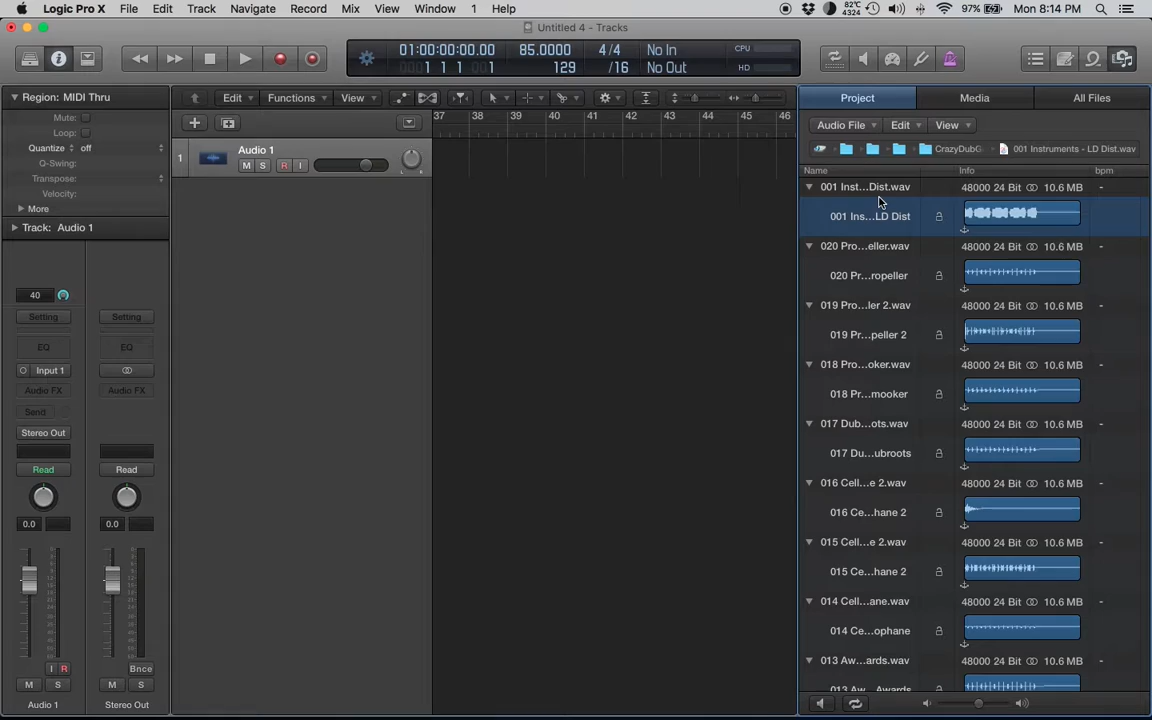 Logic Pro X File Edit Track Navigate Record Mix View Window 1 Help 82°C 4324 97% Mon 8:14 PM
Untitled 4 - Tracks
01:00:00:00.00 85.0000 4/4 No In CPU
1 1 1 1 129 /16 No Out HD
Region: MIDI Thru
Mute:
Loop:
Quantize off
Q-Swing:
Transpose:
Velocity:
More
Track: Audio 1
40
Setting Setting
EQ EQ
Input 1
Audio FX Audio FX
Send
Stereo Out
Read Read
0.0 0.0
I R Bnce
M S M S
Audio 1 Stereo Out
Edit Functions View
37 38 39 40 41 42 43 44 45 46
1 Audio 1
M S R I
L R
Project Media All Files
Audio File Edit View
CrazyDubG 001 Instruments - LD Dist.wav
Name Info bpm
001 Inst...Dist.wav 48000 24 Bit 10.6 MB -
001 Ins...LD Dist
020 Pro...eller.wav 48000 24 Bit 10.6 MB -
020 Pr...ropeller
019 Pro...ler 2.wav 48000 24 Bit 10.6 MB -
019 Pr...peller 2
018 Pro...oker.wav 48000 24 Bit 10.6 MB -
018 Pr...mooker
017 Dub...ots.wav 48000 24 Bit 10.6 MB -
017 Du...ubroots
016 Cell...e 2.wav 48000 24 Bit 10.6 MB -
016 Ce...hane 2
015 Cell...e 2.wav 48000 24 Bit 10.6 MB -
015 Ce...hane 2
014 Cell...ane.wav 48000 24 Bit 10.6 MB -
014 Ce...ophane
013 Aw...ards.wav 48000 24 Bit 10.6 MB -
013 Aw...Awards